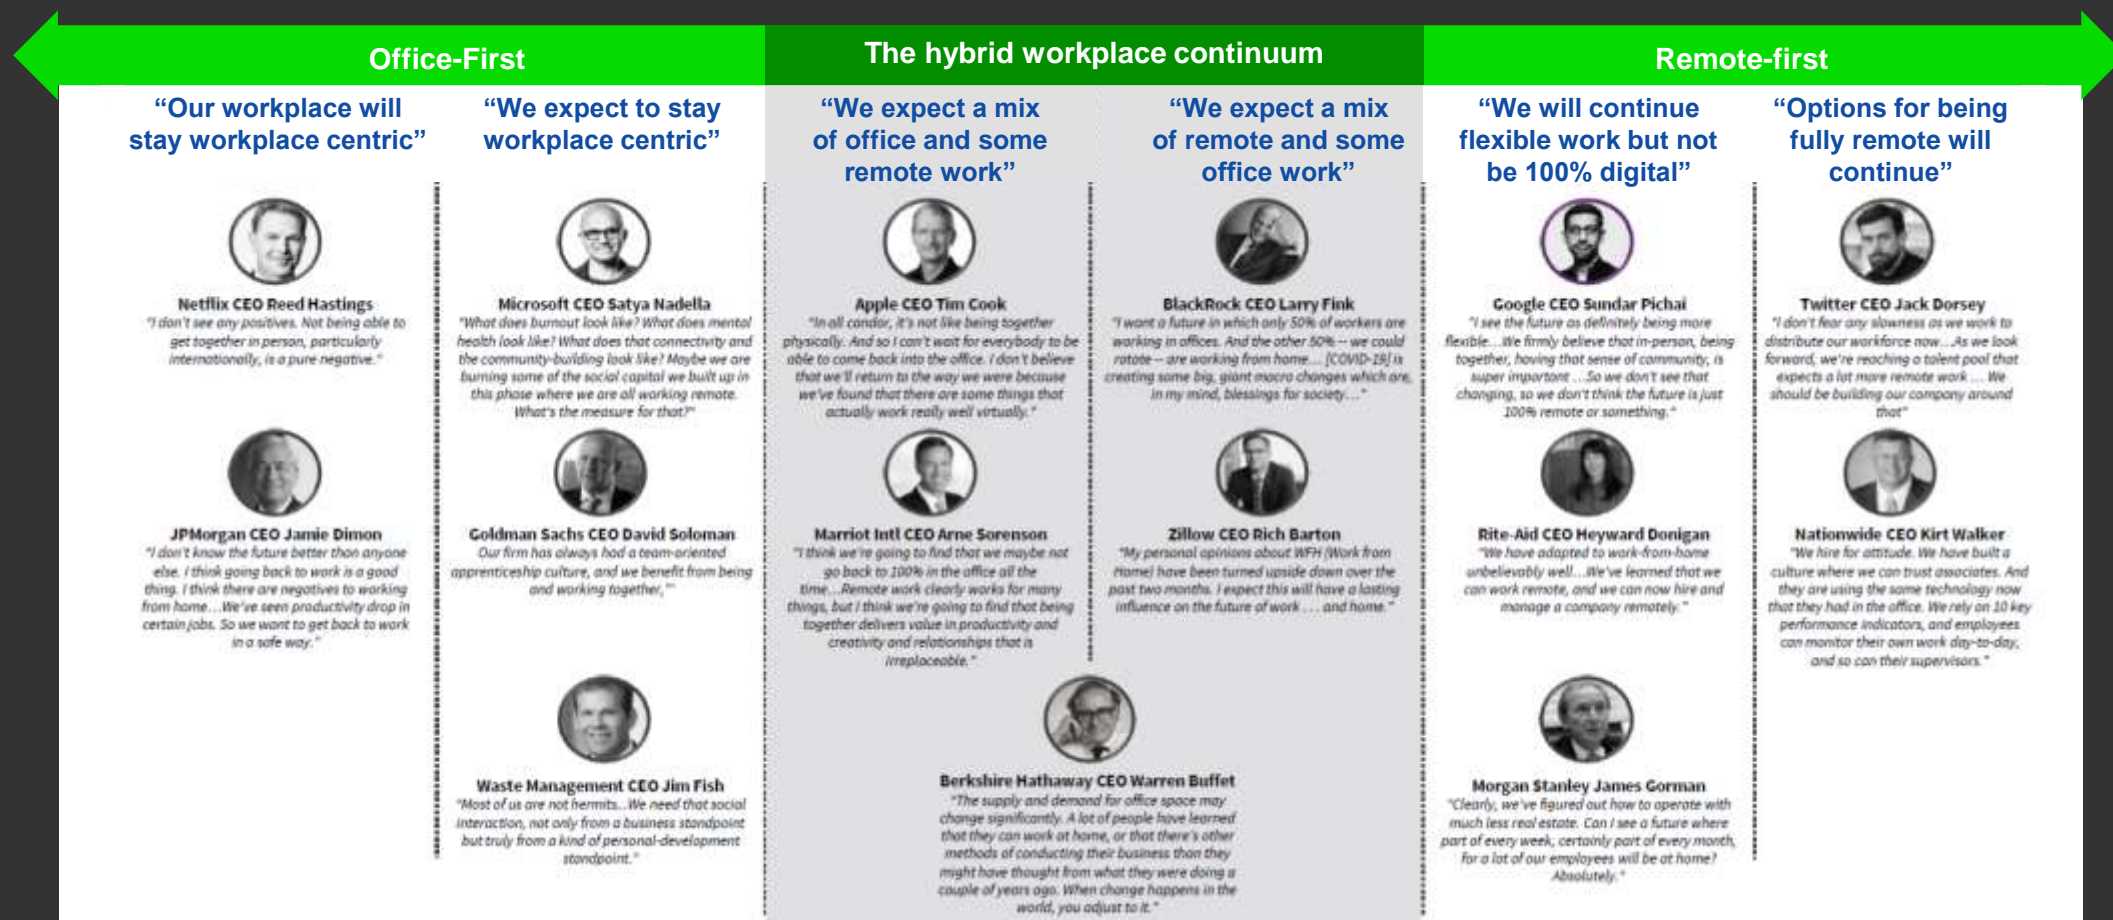 Office-First
The hybrid workplace continuum
Remote-first
“Our workplace will
stay workplace centric”
Netflix CEO Reed Hastings
"I don't see any positives. Not being able to
get together in person, particularly
internationally, is a pure negative."
JPMorgan CEO Jamie Dimon
"I don't know the future better than anyone
else. I think going back to work is a good
thing. I think there are negatives to working
from home...We've seen productivity drop in
certain jobs. So we want to get back to work
in a safe way."
“We expect to stay
workplace centric”
Microsoft CEO Satya Nadella
"What does burnout look like? What does mental
health look like? What does that connectivity and
the community-building look like? Maybe we are
burning some of the social capital we built up in
this phase where we are all working remote.
What's the measure for that?"
Goldman Sachs CEO David Soloman
Our firm has always had a team-oriented
apprenticeship culture, and we benefit from being
and working together,"'
Waste Management CEO Jim Fish
"Most of us are not hermits...We need that social
interaction, not only from a business standpoint
but truly from a kind of personal-development
standpoint."
“We expect a mix
of office and some
remote work”
Apple CEO Tim Cook
"In all candor, it's not like being together
physically. And so I can't wait for everybody to be
able to come back into the office. I don't believe
that we'll return to the way we were because
we've found that there are some things that
actually work really well virtually."
Marriot Intl CEO Arne Sorenson
"I think we're going to find that we maybe not
go back to 100% in the office all the
time...Remote work clearly works for many
things, but I think we're going to find that being
together delivers value in productivity and
creativity and relationships that is
irreplaceable."
“We expect a mix
of remote and some
office work”
BlackRock CEO Larry Fink
"I want a future in which only 50% of workers are
working in offices. And the other 50% -- we could
rotate -- are working from home... [COVID-19] is
creating some big, giant macro changes which are,
in my mind, blessings for society..."
Zillow CEO Rich Barton
"My personal opinions about WFH (Work from
Home) have been turned upside down over the
past two months. I expect this will have a lasting
influence on the future of work . . . and home."
Berkshire Hathaway CEO Warren Buffet
"The supply and demand for office space may
change significantly. A lot of people have learned
that they can work at home, or that there's other
methods of conducting their business than they
might have thought from what they were doing a
couple of years ago. When change happens in the
world, you adjust to it."
“We will continue
flexible work but not
be 100% digital”
Google CEO Sundar Pichai
"I see the future as definitely being more
flexible...We firmly believe that in-person, being
together, having that sense of community, is
super important ...So we don't see that
changing, so we don't think the future is just
100% remote or something."
Rite-Aid CEO Heyward Donigan
"We have adapted to work-from-home
unbelievably well...We've learned that we
can work remote, and we can now hire and
manage a company remotely."
Morgan Stanley James Gorman
"Clearly, we've figured out how to operate with
much less real estate. Can I see a future where
part of every week, certainly part of every month,
for a lot of our employees will be at home?
Absolutely."
“Options for being
fully remote will
continue”
Twitter CEO Jack Dorsey
"I don't fear any slowness as we work to
distribute our workforce now...As we look
forward, we're reaching a talent pool that
expects a lot more remote work .... We
should be building our company around
that"
Nationwide CEO Kirt Walker
"We hire for attitude. We have built a
culture where we can trust associates. And
they are using the same technology now
that they had in the office. We rely on 10 key
performance indicators, and employees
can monitor their own work day-to-day,
and so can their supervisors."